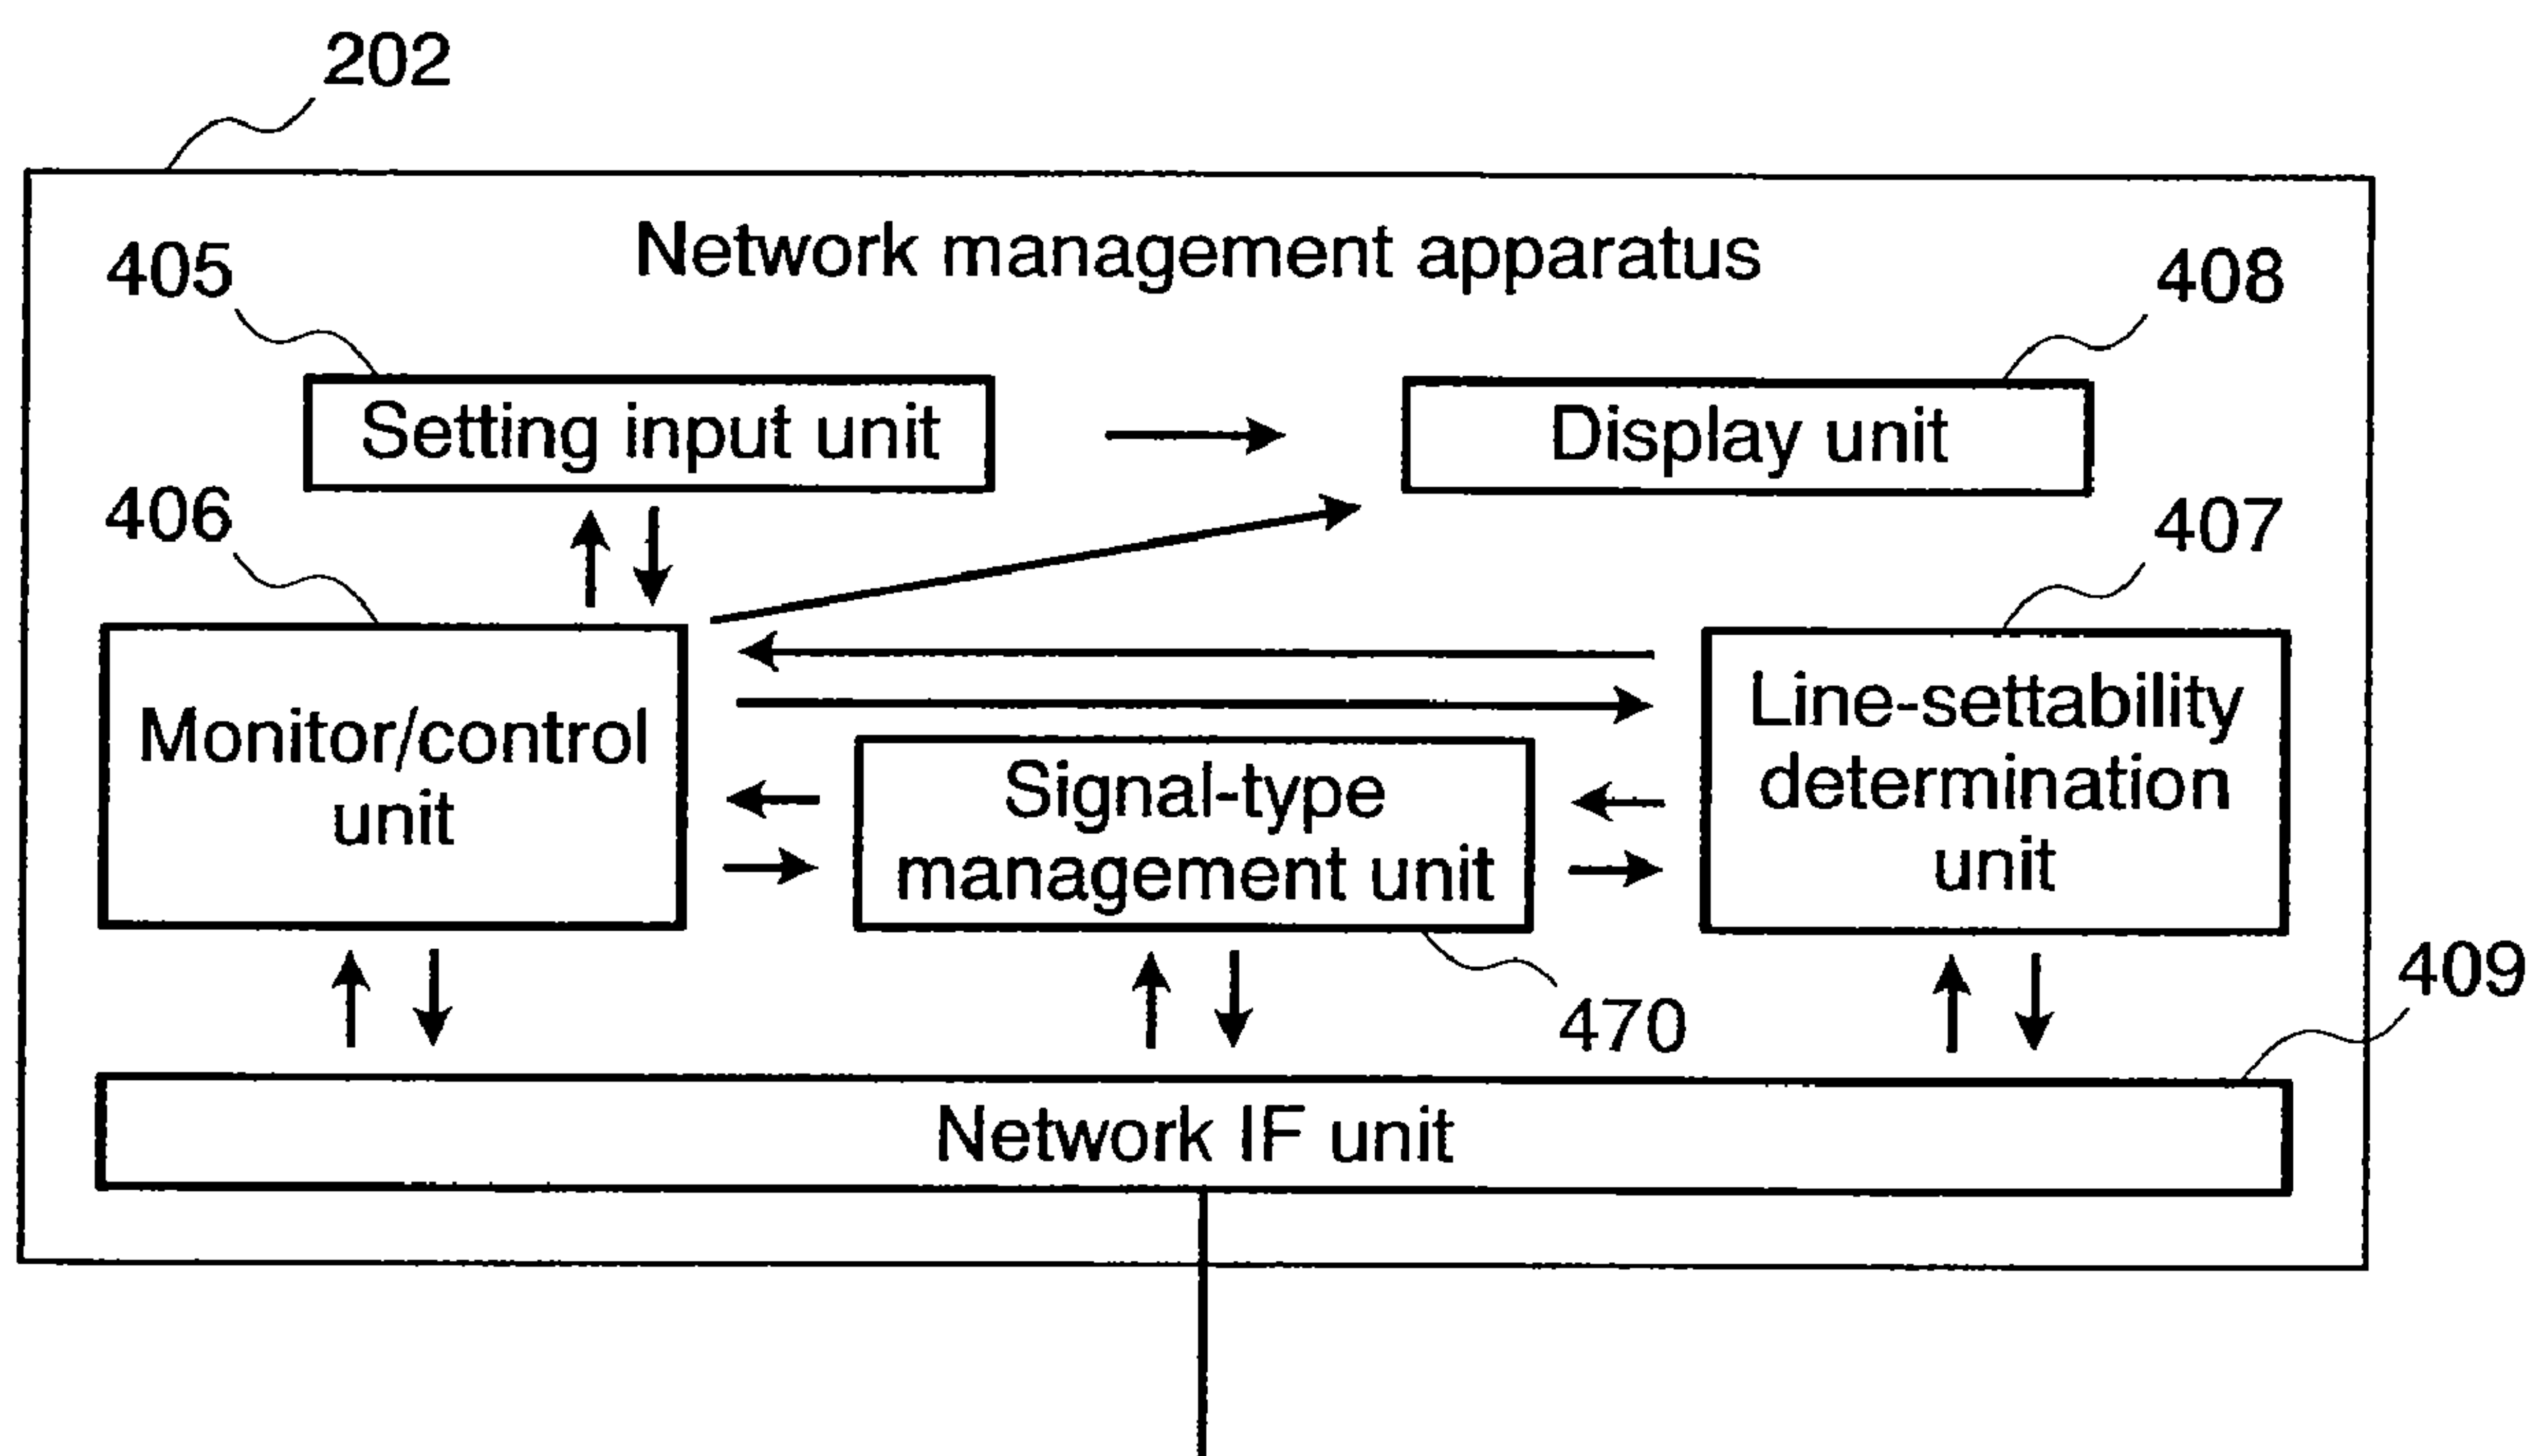 202
Network management apparatus
405
408
Setting input unit
Display unit
406
407
Monitor/control
unit
Line-settability
determination
unit
Signal-type
management unit
470
409
Network IF unit